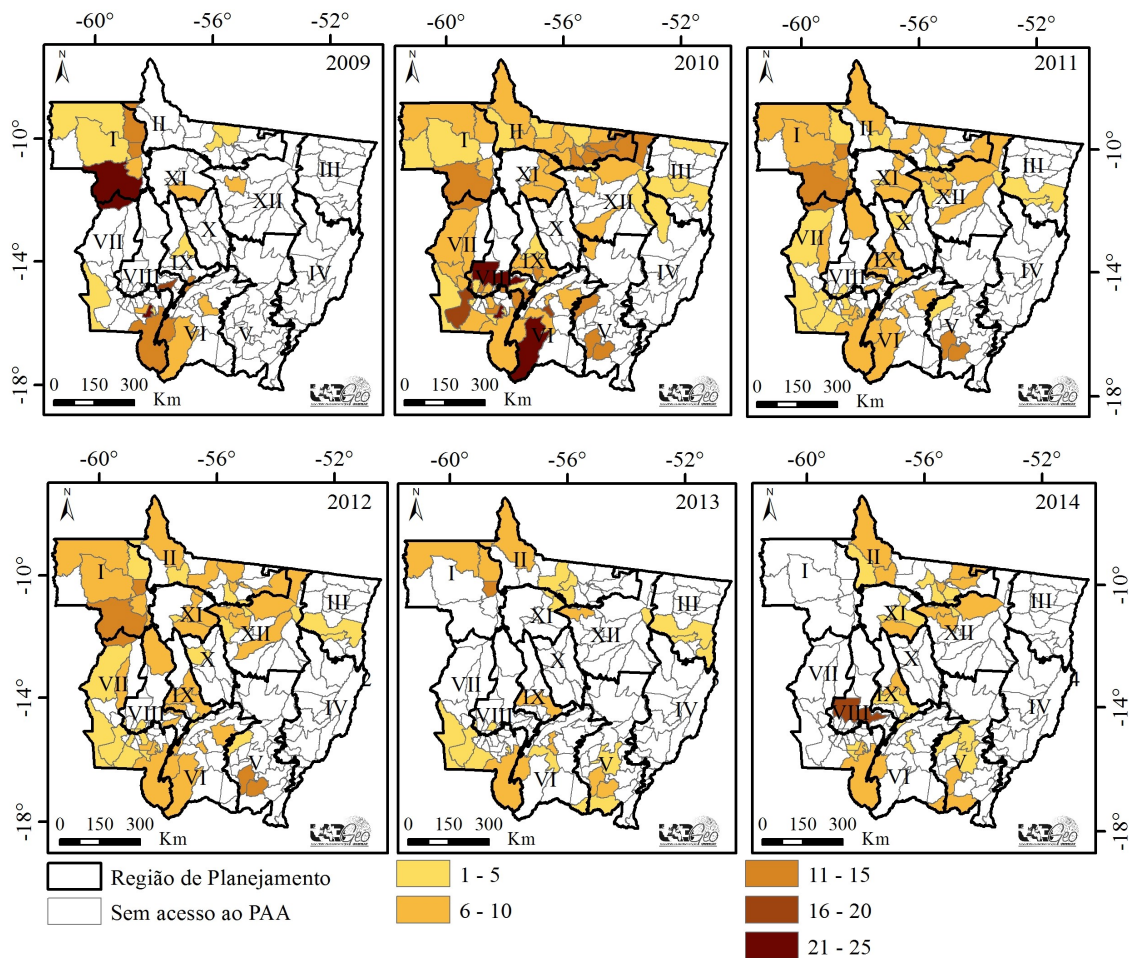 -60° -56° -52°
N
2009
I
II
III
XI
XII
VII
X
IX
VIII
IV
VI
V
0 150 300
Km
-10°
-14°
-18°
-60° -56° -52°
N
2010
I
II
III
XI
XII
VII
X
IX
VIII
IV
VI
V
0 150 300
Km
-60° -56° -52°
N
2011
I
II
III
XI
XII
VII
X
IX
VIII
IV
VI
V
0 150 300
Km
-10°
-14°
-18°
-60° -56° -52°
N
2012
I
II
III
XI
XII
VII
X
IX
VIII
IV
VI
V
0 150 300
Km
-10°
-14°
-18°
-60° -56° -52°
N
2013
I
II
III
XI
XII
VII
X
IX
VIII
IV
VI
V
0 150 300
Km
-60° -56° -52°
N
2014
I
II
III
XI
XII
VII
X
IX
VIII
IV
VI
V
0 150 300
Km
-10°
-14°
-18°
Região de Planejamento
Sem acesso ao PAA
1 - 5
6 - 10
11 - 15
16 - 20
21 - 25